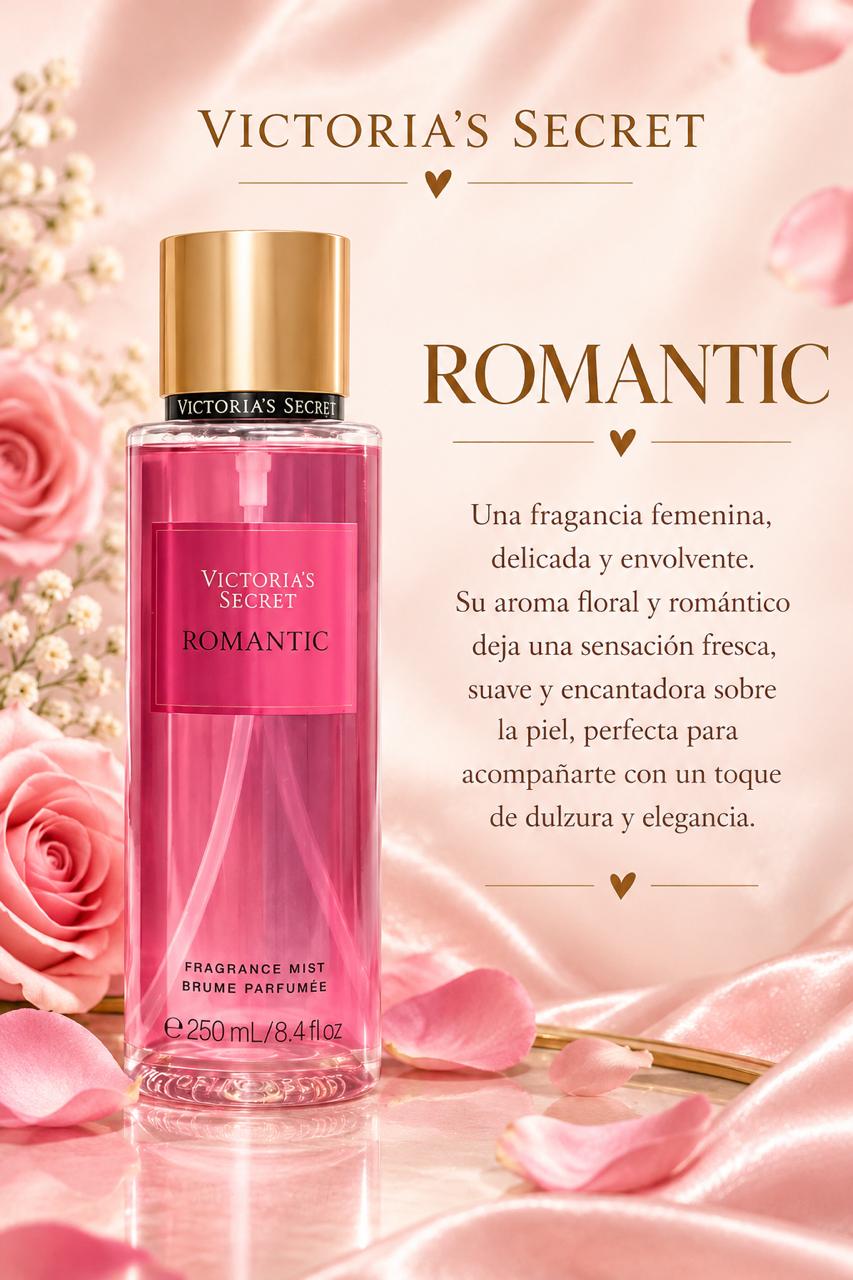 VICTORIA'S SECRET
VICTORIA'S SECRET
VICTORIA'S
SECRET
ROMANTIC
FRAGRANCE MIST
BRUME PARFUMÉE
℮ 250 mL/8.4 fl oz
ROMANTIC
Una fragancia femenina,
delicada y envolvente.
Su aroma floral y romántico
deja una sensación fresca,
suave y encantadora sobre
la piel, perfecta para
acompañarte con un toque
de dulzura y elegancia.